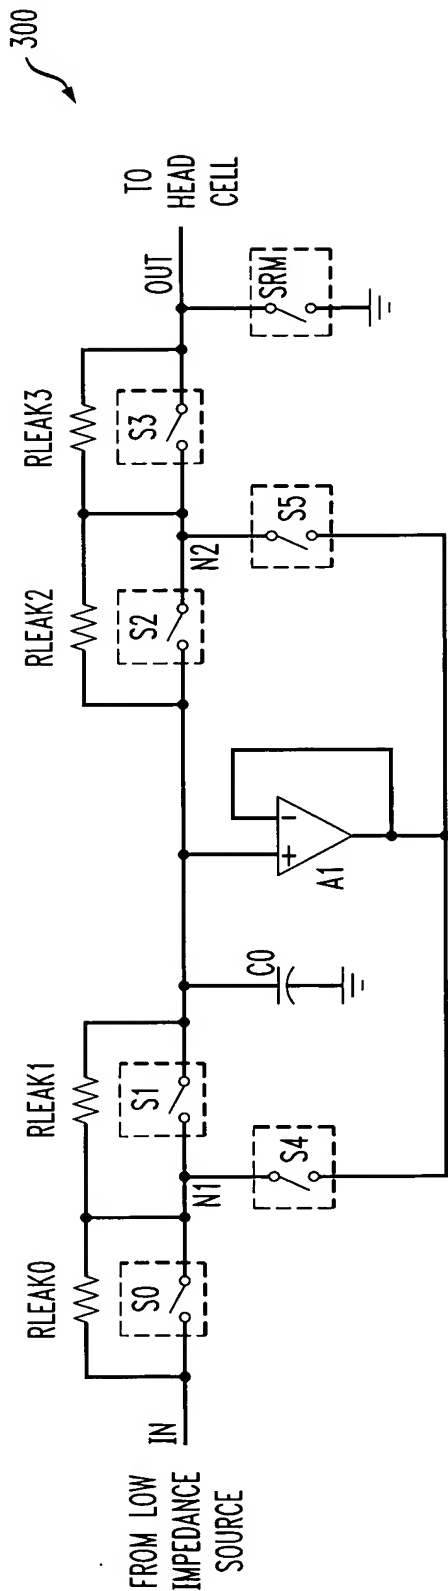 300
RLEAK0
RLEAK1
RLEAK2
RLEAK3
FROM LOW
IMPEDANCE
SOURCE
IN
S0
N1
S1
S2
N2
S3
OUT
TO
HEAD
CELL
S4
C0
A1
+
-
S5
SRM